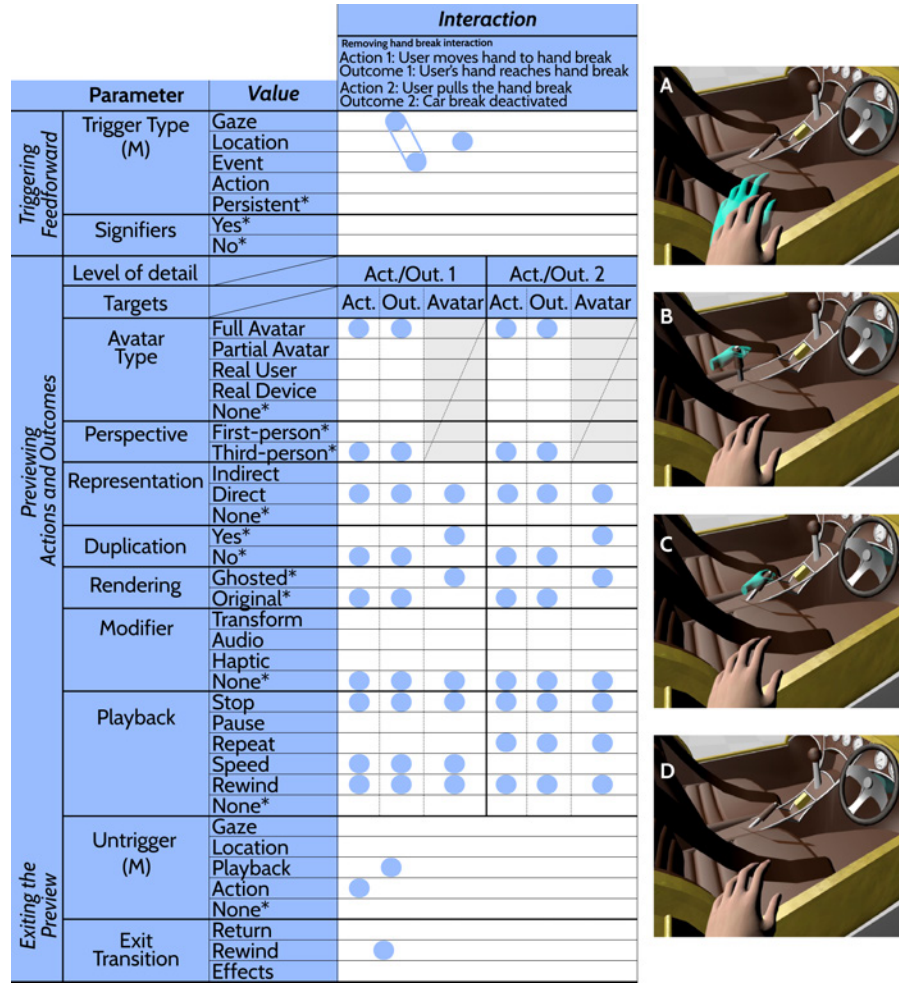 Interaction
Removing hand break interaction
Action 1: User moves hand to hand break
Outcome 1: User's hand reaches hand break
Action 2: User pulls the hand break
Outcome 2: Car break deactivated
Parameter Value
Triggering
Feedforward
Trigger Type
(M)
Gaze
Location
Event
Action
Persistent*
Signifiers
Yes*
No*
Previewing
Actions and Outcomes
Level of detail Act./Out. 1 Act./Out. 2
Targets Act. Out. Avatar Act. Out. Avatar
Avatar
Type
Full Avatar
Partial Avatar
Real User
Real Device
None*
Perspective
First-person*
Third-person*
Representation
Indirect
Direct
None*
Duplication
Yes*
No*
Rendering
Ghosted*
Original*
Modifier
Transform
Audio
Haptic
None*
Playback
Stop
Pause
Repeat
Speed
Rewind
None*
Exiting the
Preview
Untrigger
(M)
Gaze
Location
Playback
Action
None*
Exit
Transition
Return
Rewind
Effects
A
B
C
D